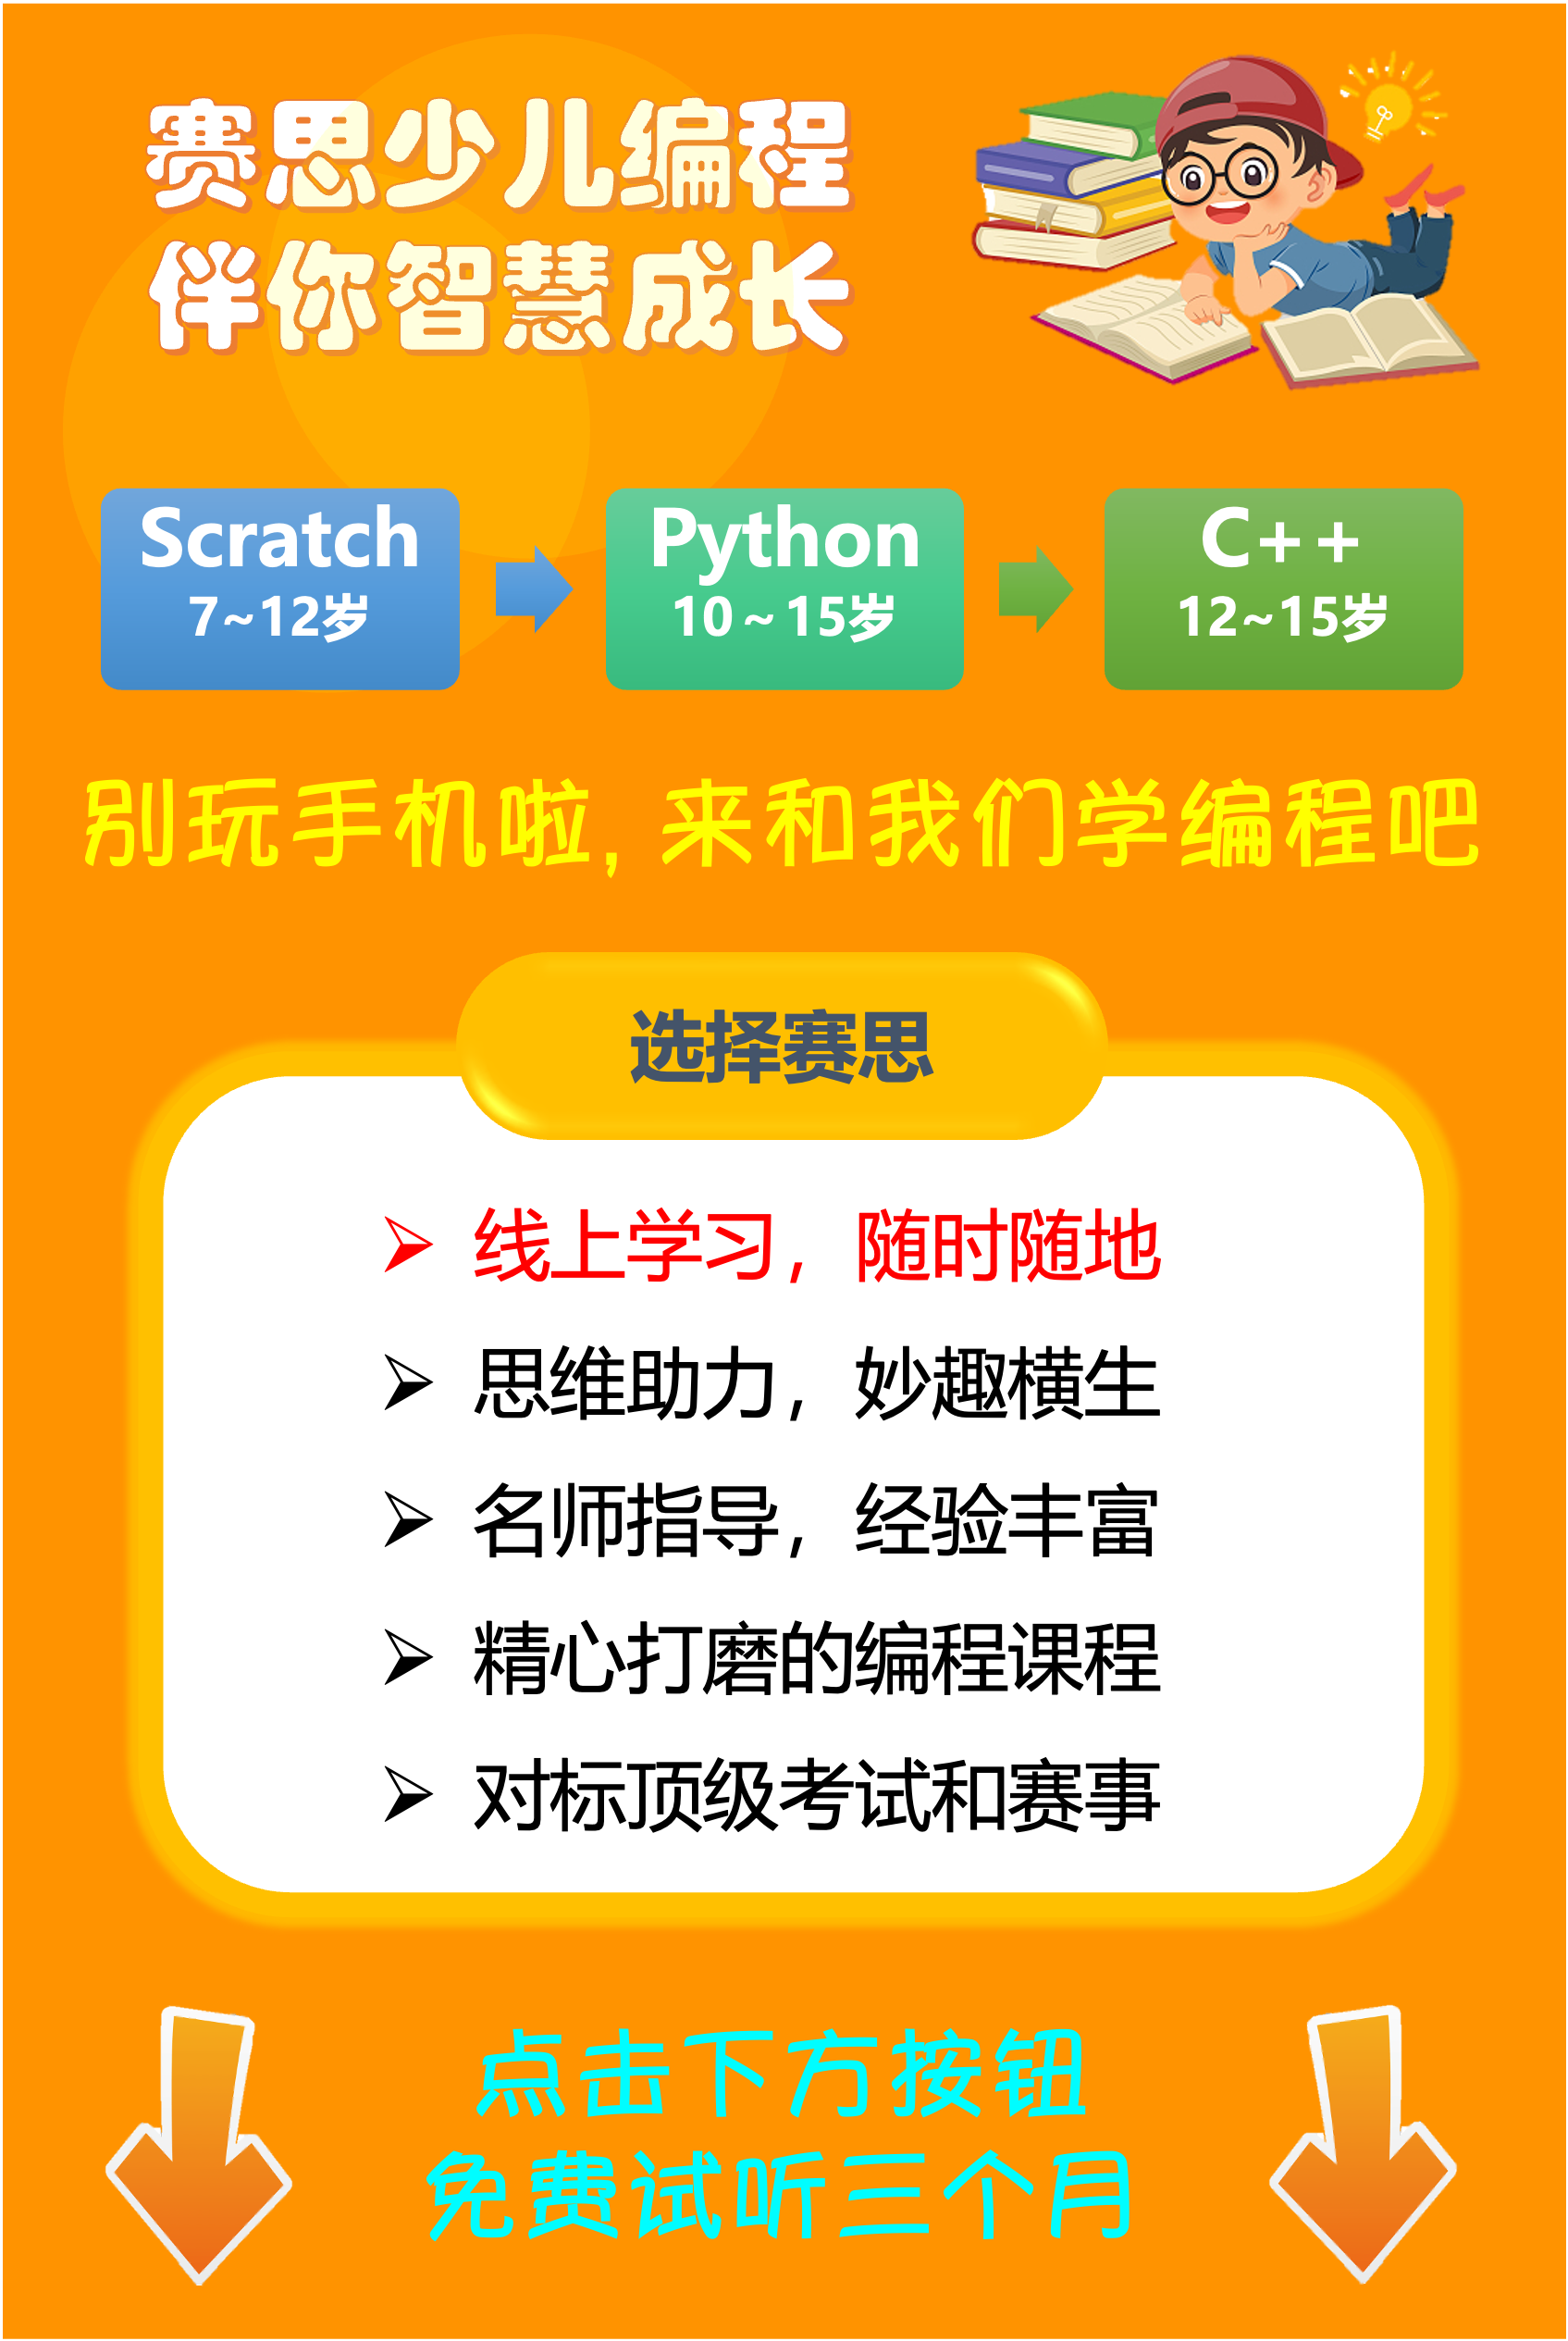 赛思少儿编程
伴你智慧成长
Scratch
7~12岁
Python
10~15岁
C++
12~15岁
别玩手机啦,来和我们学编程吧
选择赛思
线上学习，随时随地
思维助力，妙趣横生
名师指导，经验丰富
精心打磨的编程课程
对标顶级考试和赛事
点击下方按钮
免费试听三个月